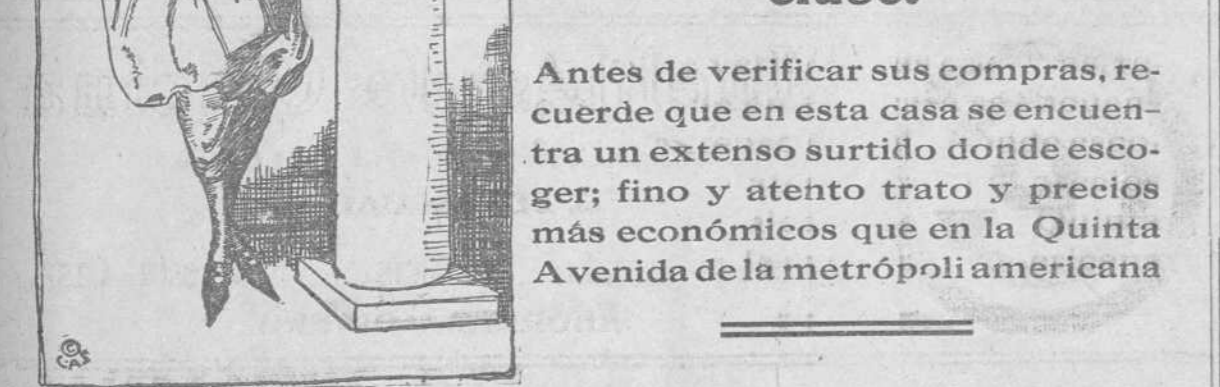 Antes de verificar sus compras, re-
cuerde que en esta casa se encuen-
tra un extenso surtido donde esco-
ger; fino y atento trato y precios
más económicos que en la Quinta
Avenida de la metrópoli americana